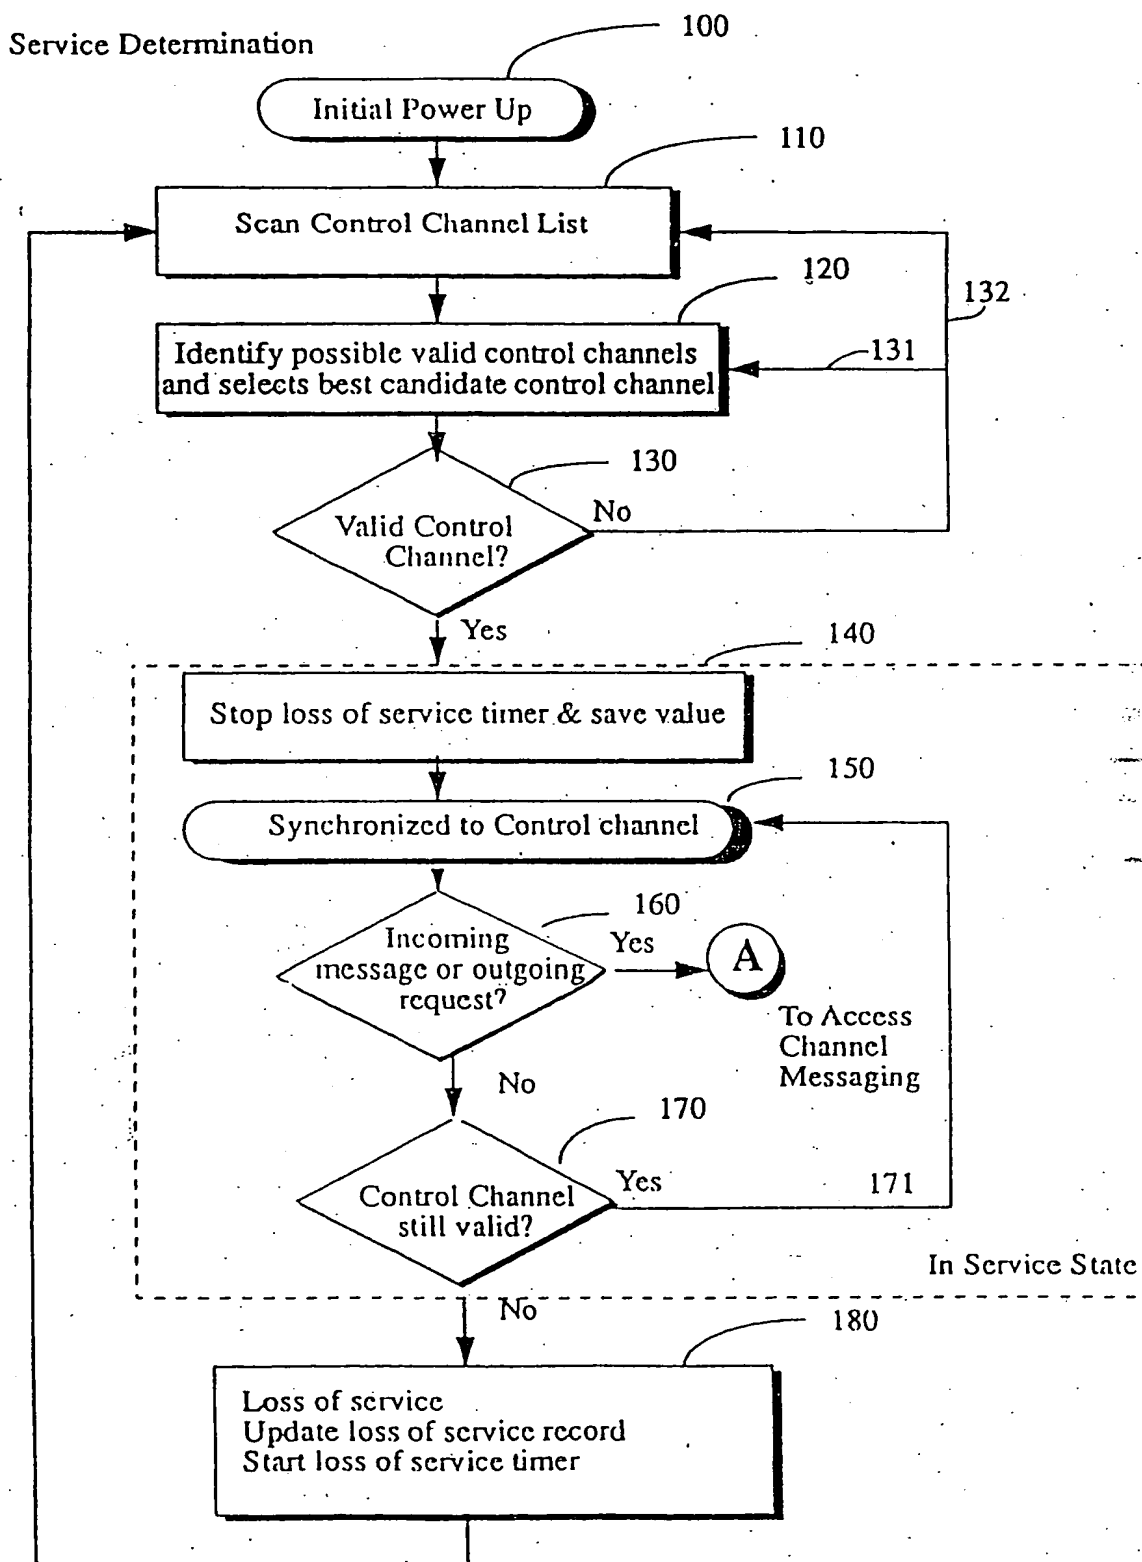 Service Determination
100
Initial Power Up
110
Scan Control Channel List
120
132
Identify possible valid control channels
and selects best candidate control channel
131
130
No
Valid Control
Channel?
Yes
140
Stop loss of service timer & save value
150
Synchronized to Control channel
160
Incoming
message or outgoing
request?
Yes
A
To Access
Channel
Messaging
No
170
Control Channel
still valid?
Yes
171
In Service State
No
180
Loss of service
Update loss of service record
Start loss of service timer